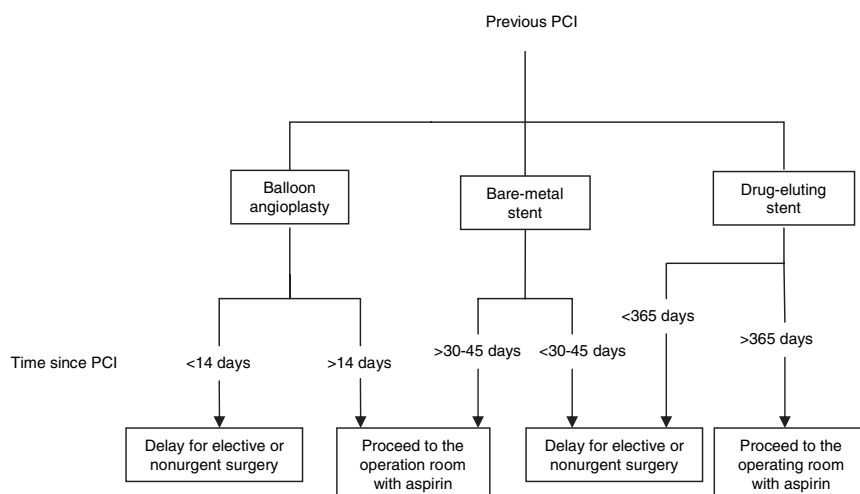 Previous PCI
Balloon
angioplasty
Bare-metal
stent
Drug-eluting
stent
Time since PCI
<14 days
>14 days
>30-45 days
<30-45 days
<365 days
>365 days
Delay for elective or
nonurgent surgery
Proceed to the
operation room
with aspirin
Delay for elective or
nonurgent surgery
Proceed to the
operating room
with aspirin